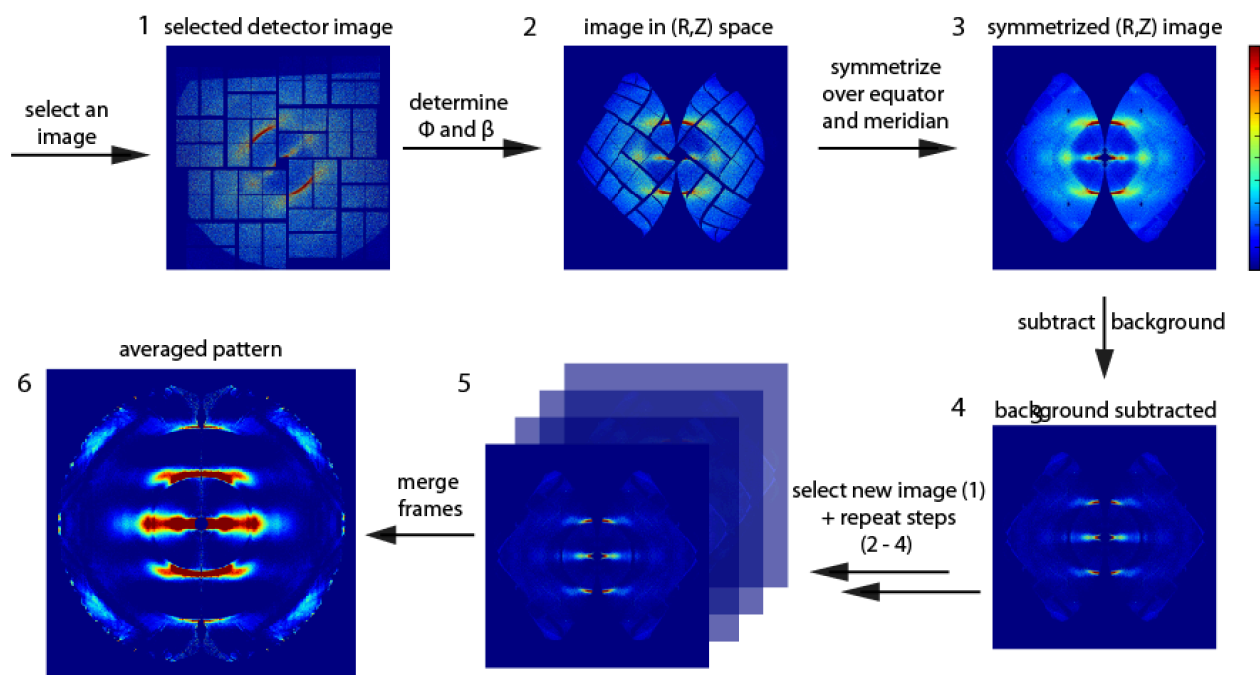 1 selected detector image
select an
image
determine
Φ and β
2 image in (R,Z) space
symmetrize
over equator
and meridian
3 symmetrized (R,Z) image
subtract background
4 background subtracted
3
select new image (1)
+ repeat steps
(2 - 4)
5
merge
frames
averaged pattern
6